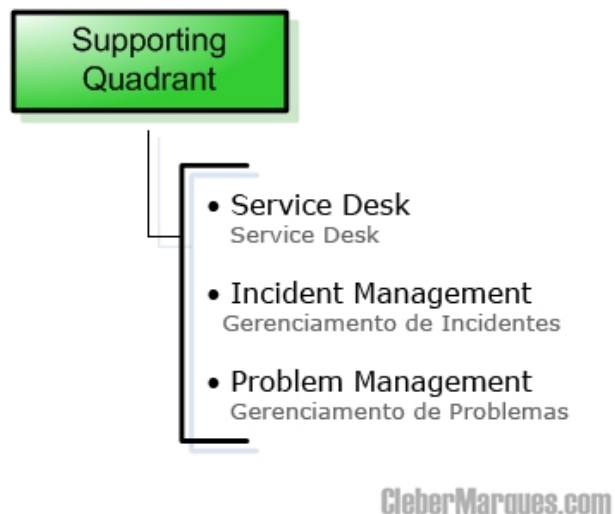 Supporting
Quadrant
• Service Desk
Service Desk
• Incident Management
Gerenciamento de Incidentes
• Problem Management
Gerenciamento de Problemas
CleberMarques.com